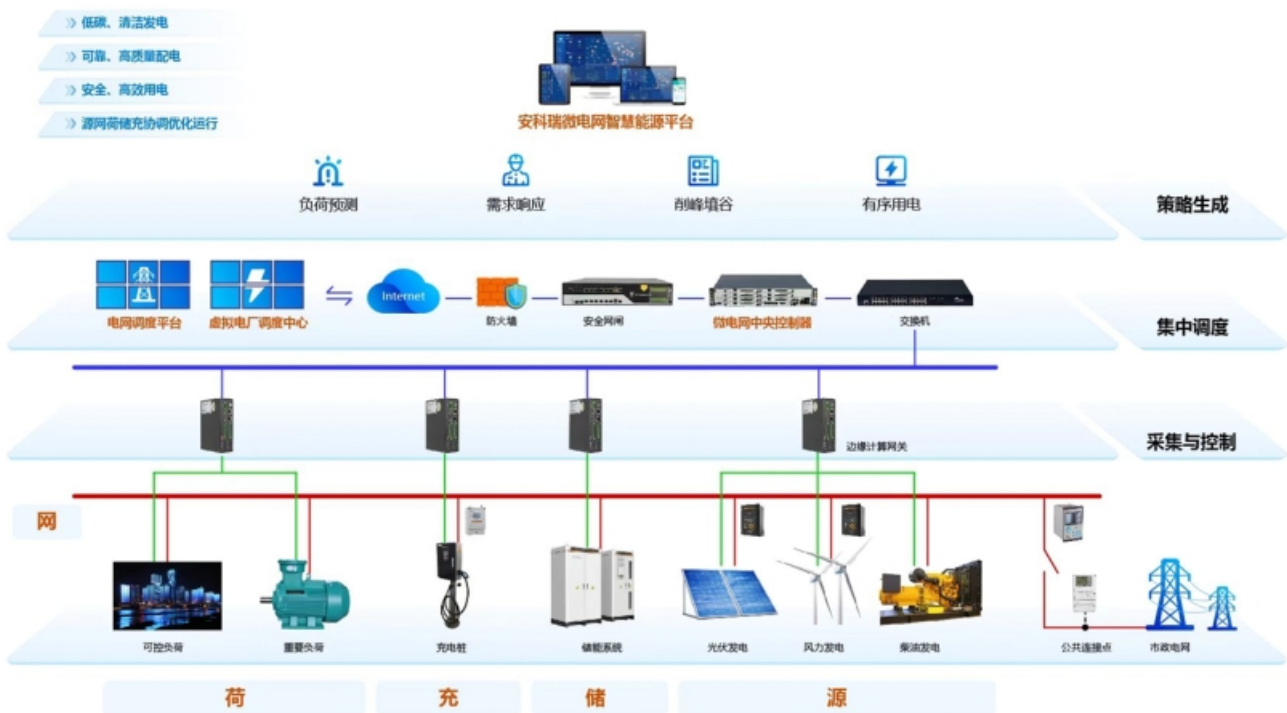 低碳、清洁发电
可靠、高质量配电
安全、高效用电
源网荷储充协调优化运行
安科瑞微电网智慧能源平台
负荷预测
需求响应
削峰填谷
有序用电
策略生成
Internet
电网调度平台
虚拟电厂调度中心
防火墙
安全网闸
微电网中央控制器
交换机
集中调度
边缘计算网关
采集与控制
网
可控负荷
重要负荷
充电桩
储能系统
光伏发电
风力发电
柴油发电
公共连接点
市政电网
荷
充
储
源